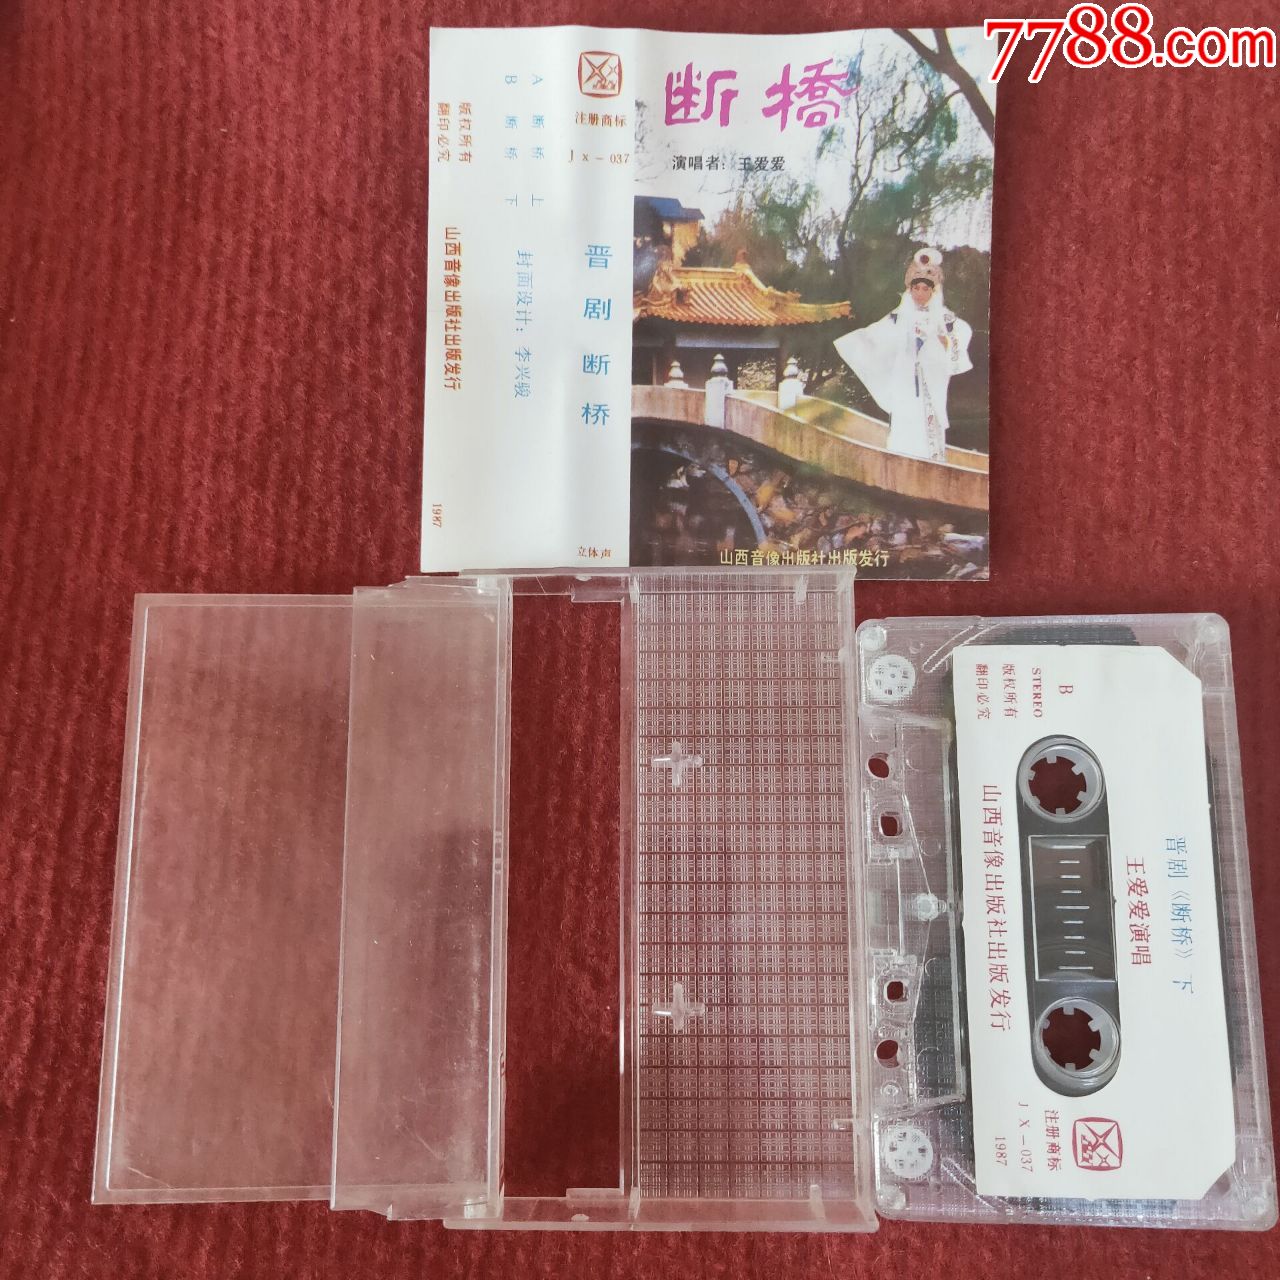 7788.com
断橋
演唱者：王爱爱
山西音像出版社出版发行
注册商标
Jx-037
晋剧断桥
立体声
A 断桥 上
B 断桥 下
封面设计：李兴骏
版权所有
翻印必究
山西音像出版社出版发行
1987
B
STEREO
版权所有
翻印必究
晋剧《断桥》下
王爱爱演唱
山西音像出版社出版发行
注册商标
JX-037
1987